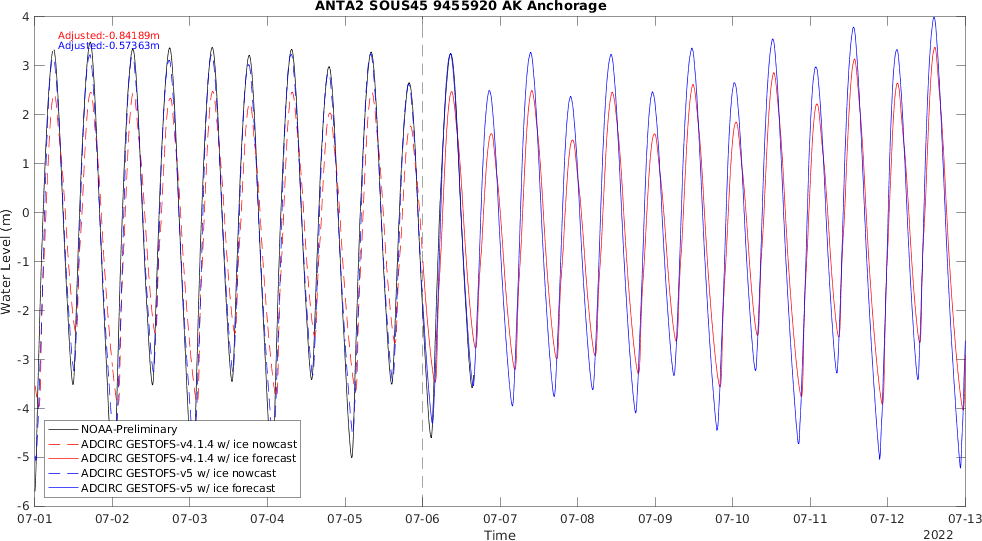 ANTA2 SOUS45 9455920 AK Anchorage
Adjusted:-0.84189m
Adjusted:-0.57363m
4
3
2
1
0
-1
-2
-3
-4
-5
-6
Water Level (m)
NOAA-Preliminary
ADCIRC GESTOFS-v4.1.4 w/ ice nowcast
ADCIRC GESTOFS-v4.1.4 w/ ice forecast
ADCIRC GESTOFS-v5 w/ ice nowcast
ADCIRC GESTOFS-v5 w/ ice forecast
07-01 07-02 07-03 07-04 07-05 07-06 07-07 07-08 07-09 07-10 07-11 07-12 07-13
Time
2022